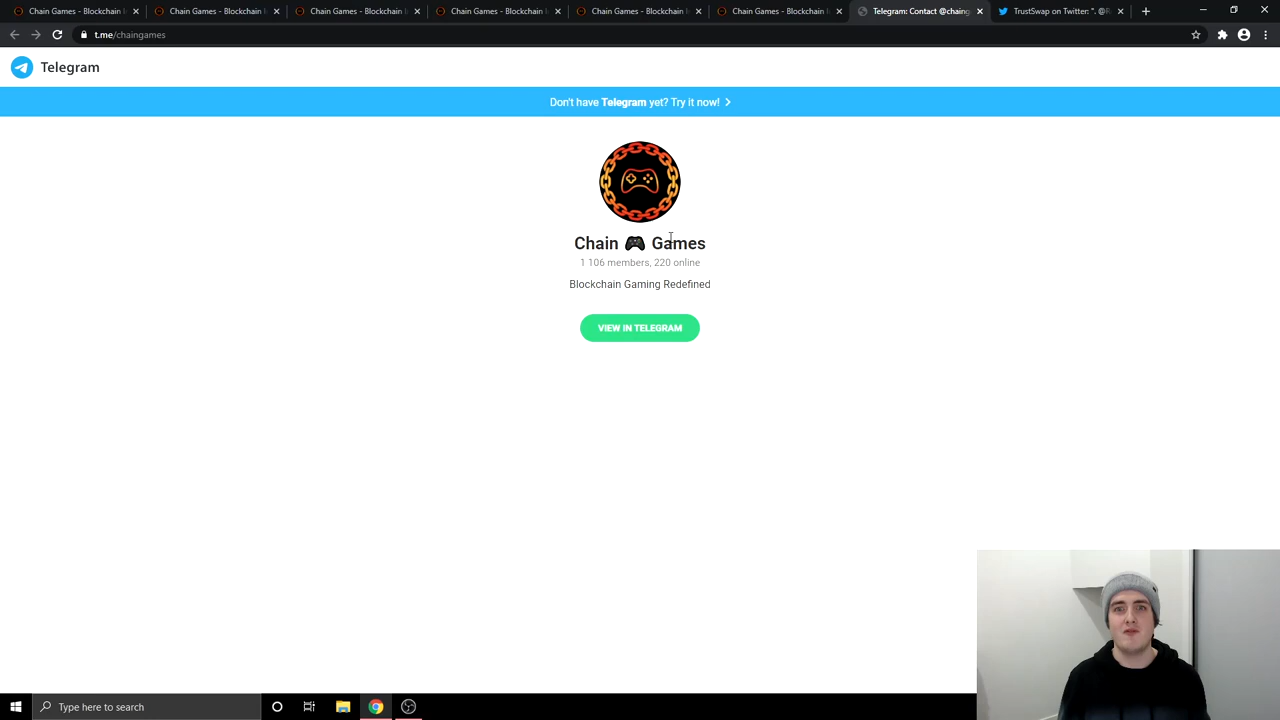 Chain Games - Blockchain
Chain Games - Blockchain
Chain Games - Blockchain
Chain Games - Blockchain
Chain Games - Blockchain
Chain Games - Blockchain
Telegram: Contact @chaing
TrustSwap on Twitter: ". @R
t.me/chaingames
Telegram
Don't have Telegram yet? Try it now!
Chain 🎮 Games
1 106 members, 220 online
Blockchain Gaming Redefined
VIEW IN TELEGRAM
Type here to search